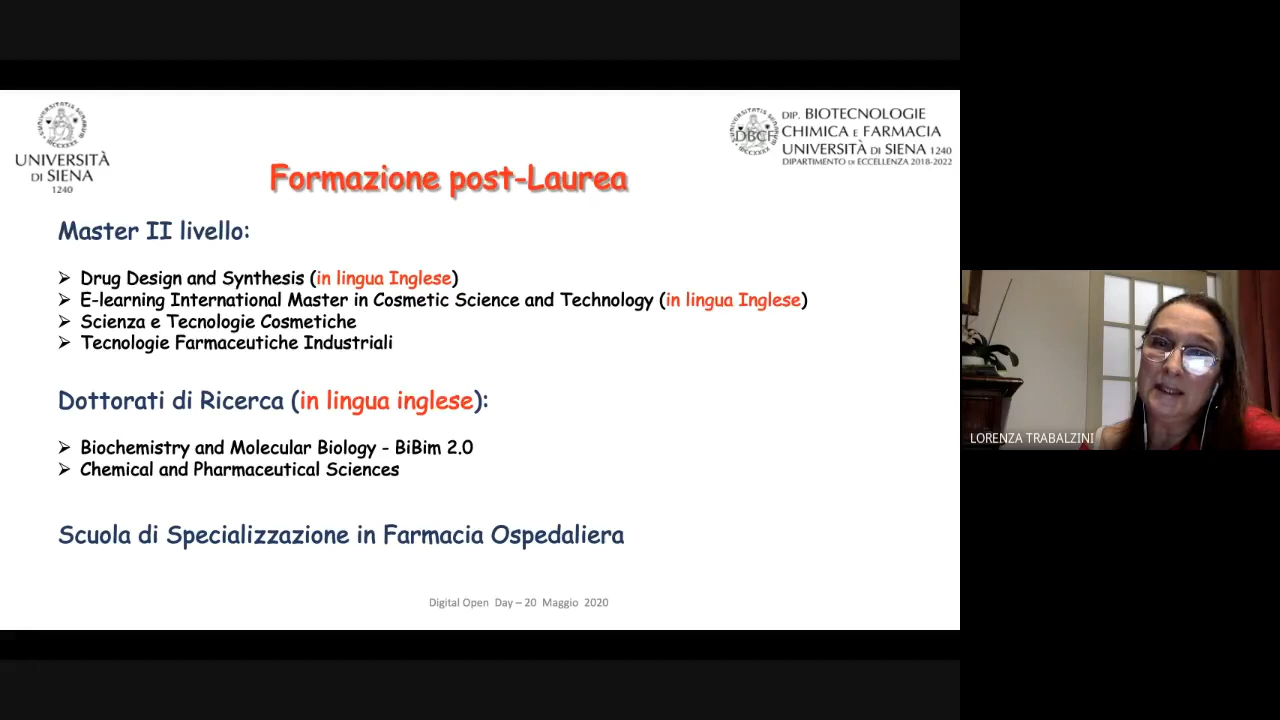 UNIVERSITÀ
DI SIENA
1240
DBCF
DIP. BIOTECNOLOGIE
CHIMICA E FARMACIA
UNIVERSITÀ DI SIENA 1240
DIPARTIMENTO DI ECCELLENZA 2018-2022
Formazione post-Laurea
Master II livello:
➢ Drug Design and Synthesis (in lingua Inglese)
➢ E-learning International Master in Cosmetic Science and Technology (in lingua Inglese)
➢ Scienza e Tecnologie Cosmetiche
➢ Tecnologie Farmaceutiche Industriali
Dottorati di Ricerca (in lingua inglese):
➢ Biochemistry and Molecular Biology - BiBim 2.0
➢ Chemical and Pharmaceutical Sciences
Scuola di Specializzazione in Farmacia Ospedaliera
Digital Open Day – 20 Maggio 2020
LORENZA TRABALZINI